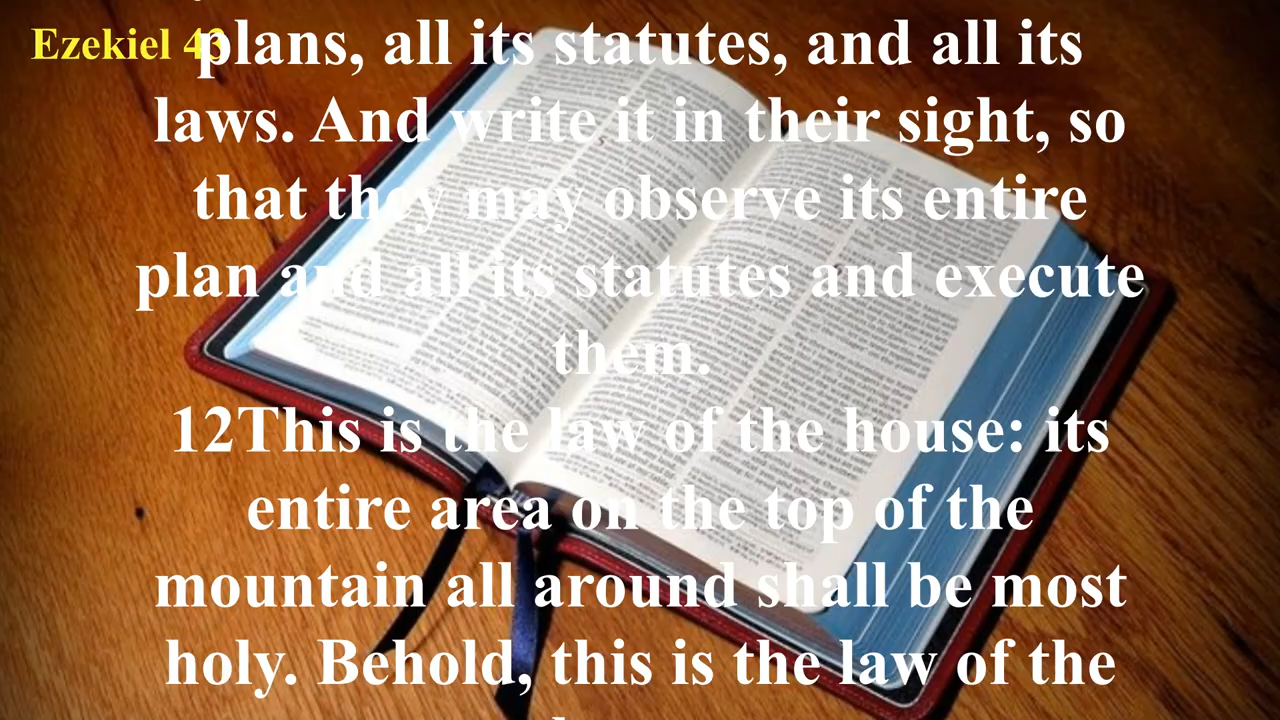 Ezekiel 43
plans, all its statutes, and all its
laws. And write it in their sight, so
that they may observe its entire
plan and all its statutes and execute
them.
12This is the law of the house: its
entire area on the top of the
mountain all around shall be most
holy. Behold, this is the law of the